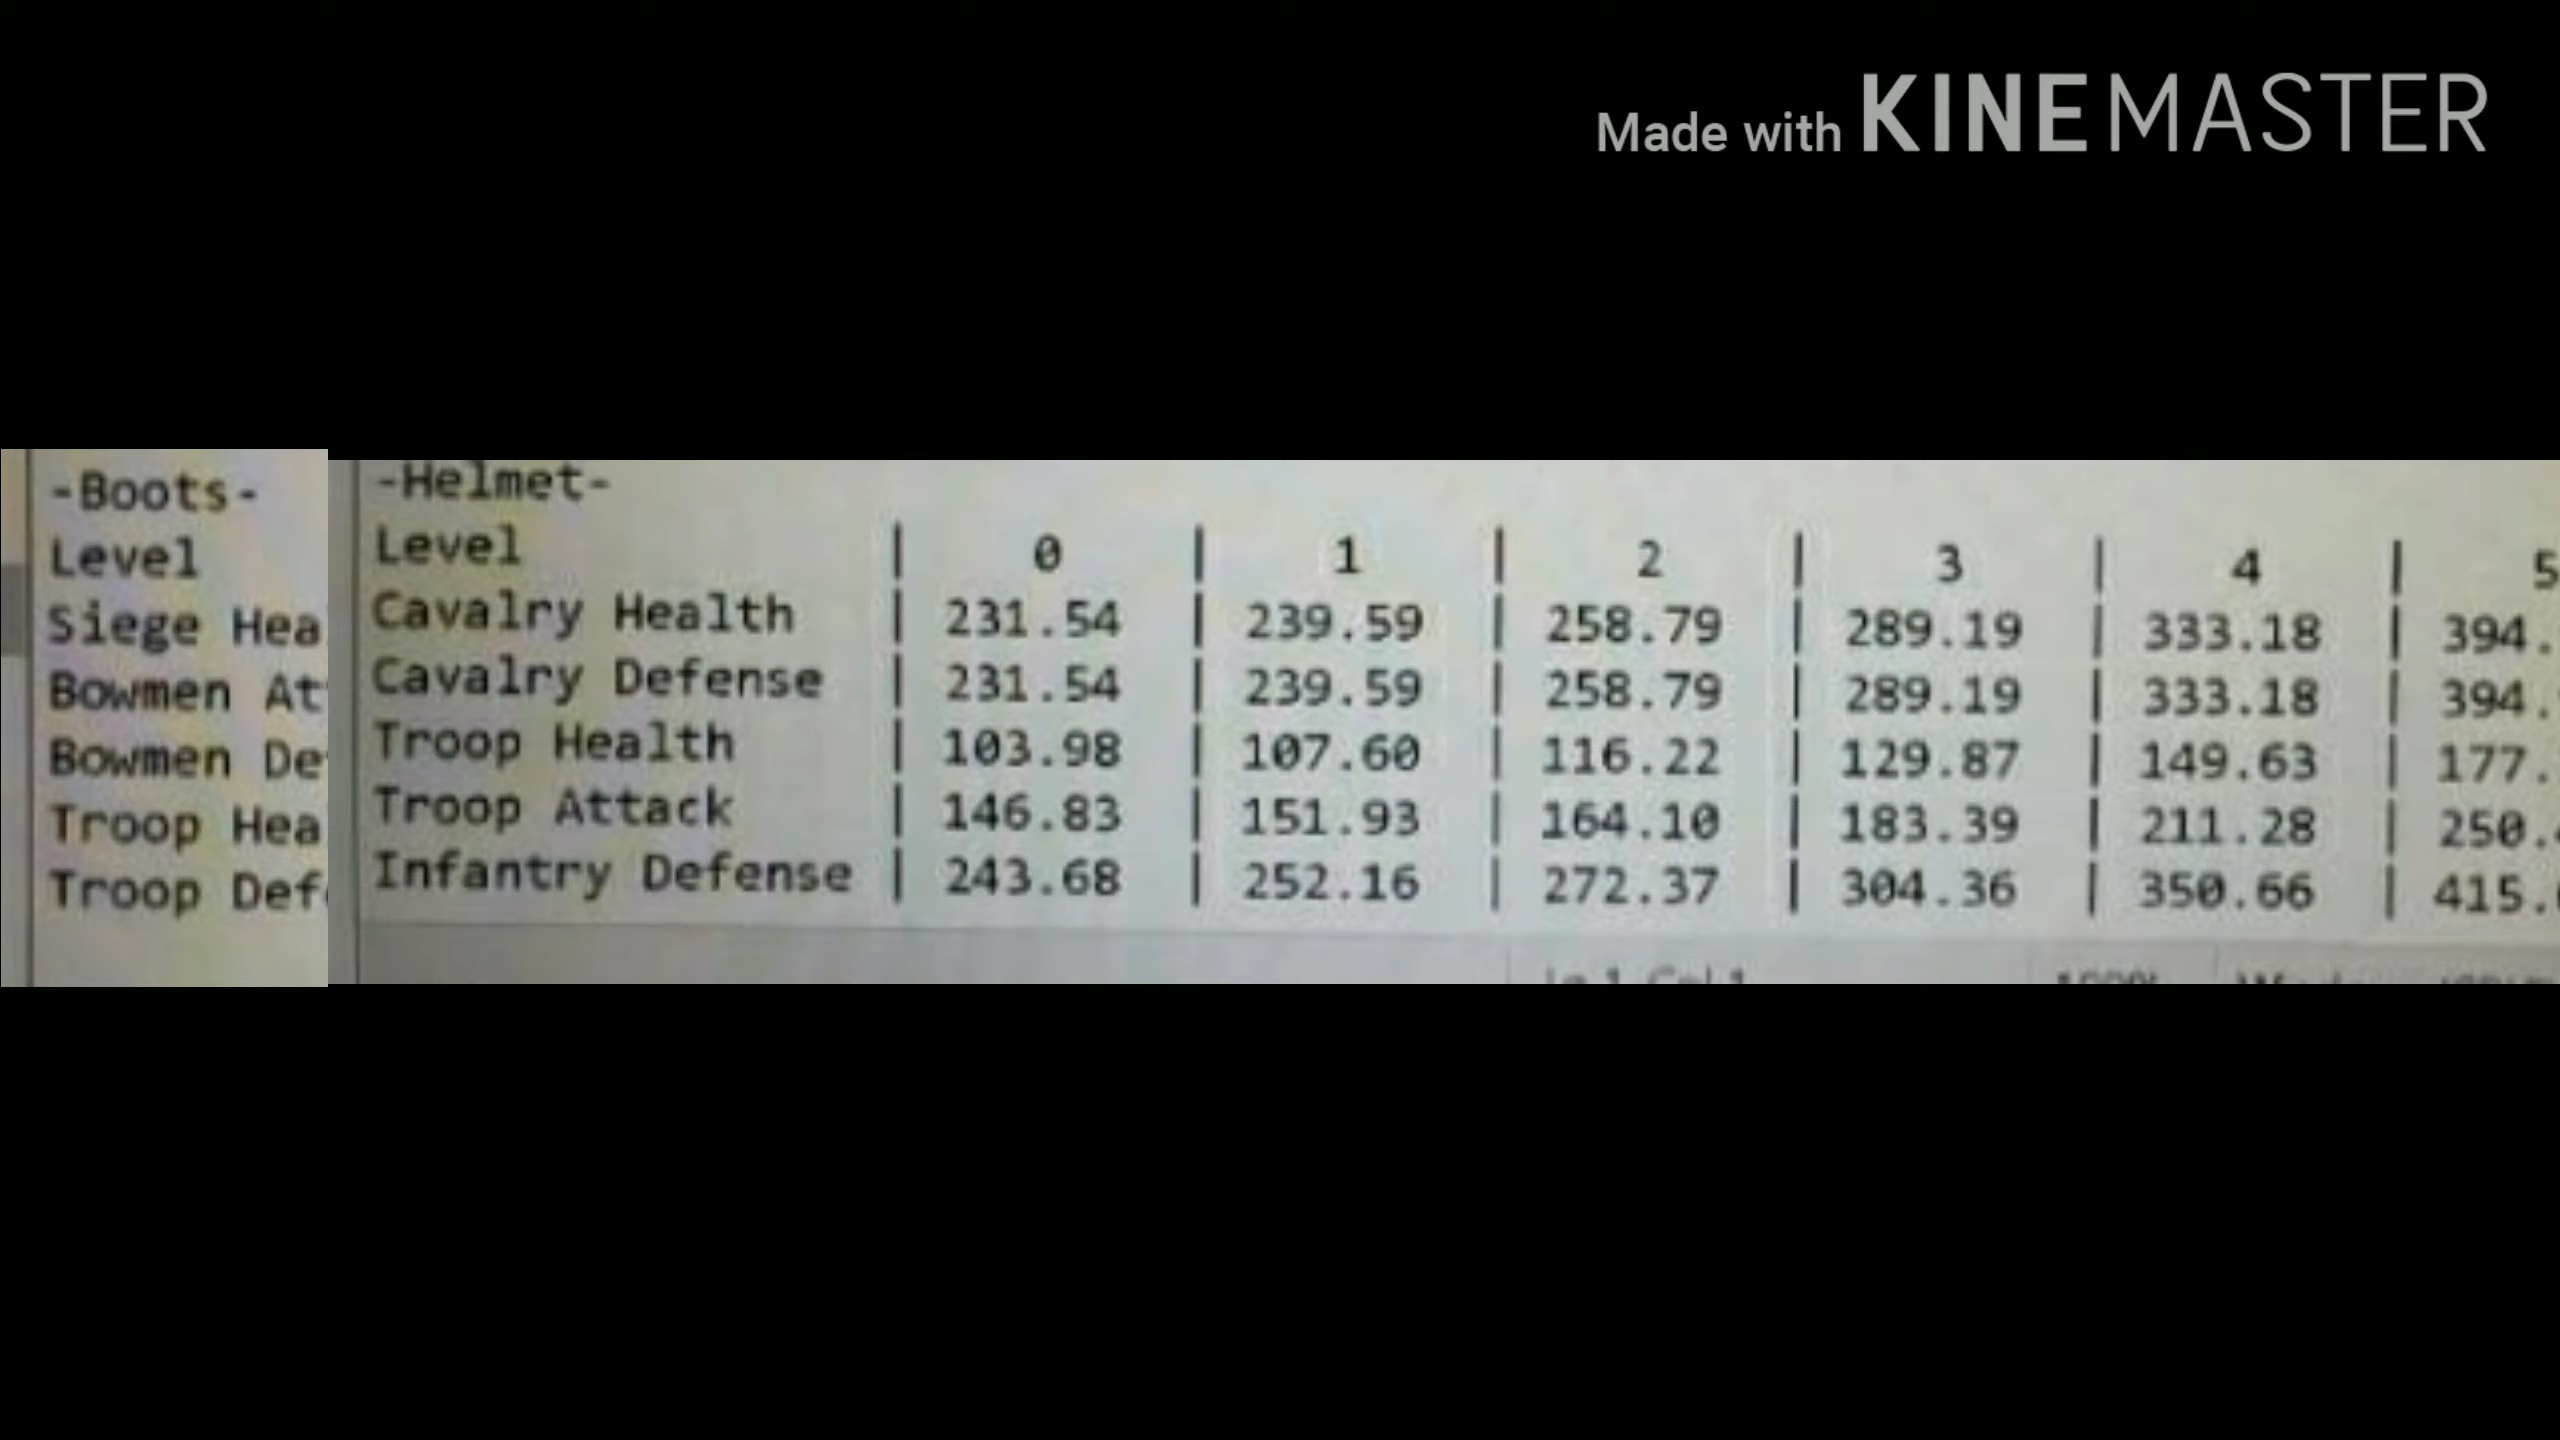 Made with KINEMASTER
-Boots-
Level
Siege Hea
Bowmen At
Bowmen De
Troop Hea
Troop Def
-Helmet-
Level | 0 | 1 | 2 | 3 | 4 | 5
Cavalry Health | 231.54 | 239.59 | 258.79 | 289.19 | 333.18 | 394.
Cavalry Defense | 231.54 | 239.59 | 258.79 | 289.19 | 333.18 | 394.
Troop Health | 103.98 | 107.60 | 116.22 | 129.87 | 149.63 | 177.
Troop Attack | 146.83 | 151.93 | 164.10 | 183.39 | 211.28 | 250.
Infantry Defense | 243.68 | 252.16 | 272.37 | 304.36 | 350.66 | 415.